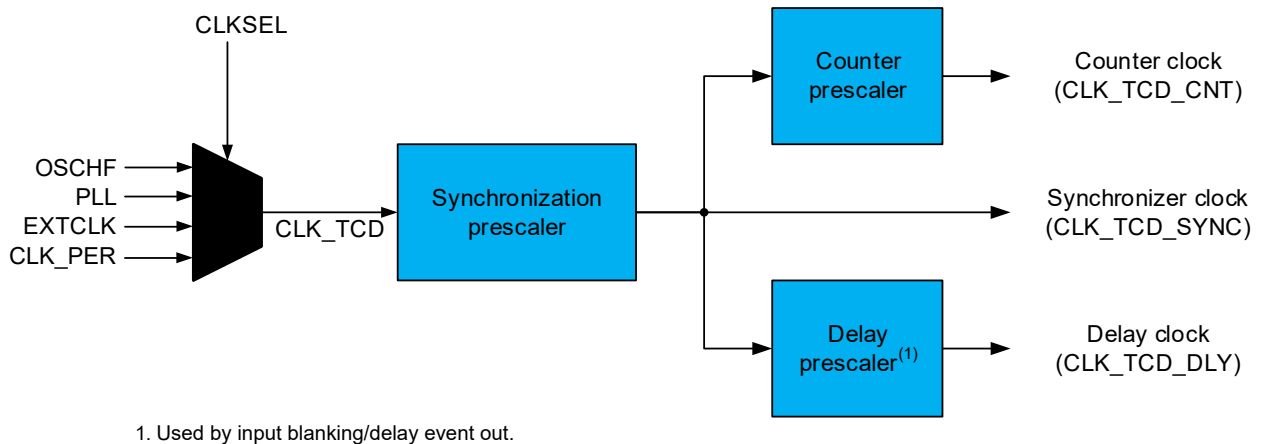 CLKSEL
OSCHF
PLL
EXTCLK
CLK_PER
CLK_TCD
Synchronization
prescaler
Counter
prescaler
Counter clock
(CLK_TCD_CNT)
Synchronizer clock
(CLK_TCD_SYNC)
Delay
prescaler(1)
Delay clock
(CLK_TCD_DLY)
1. Used by input blanking/delay event out.